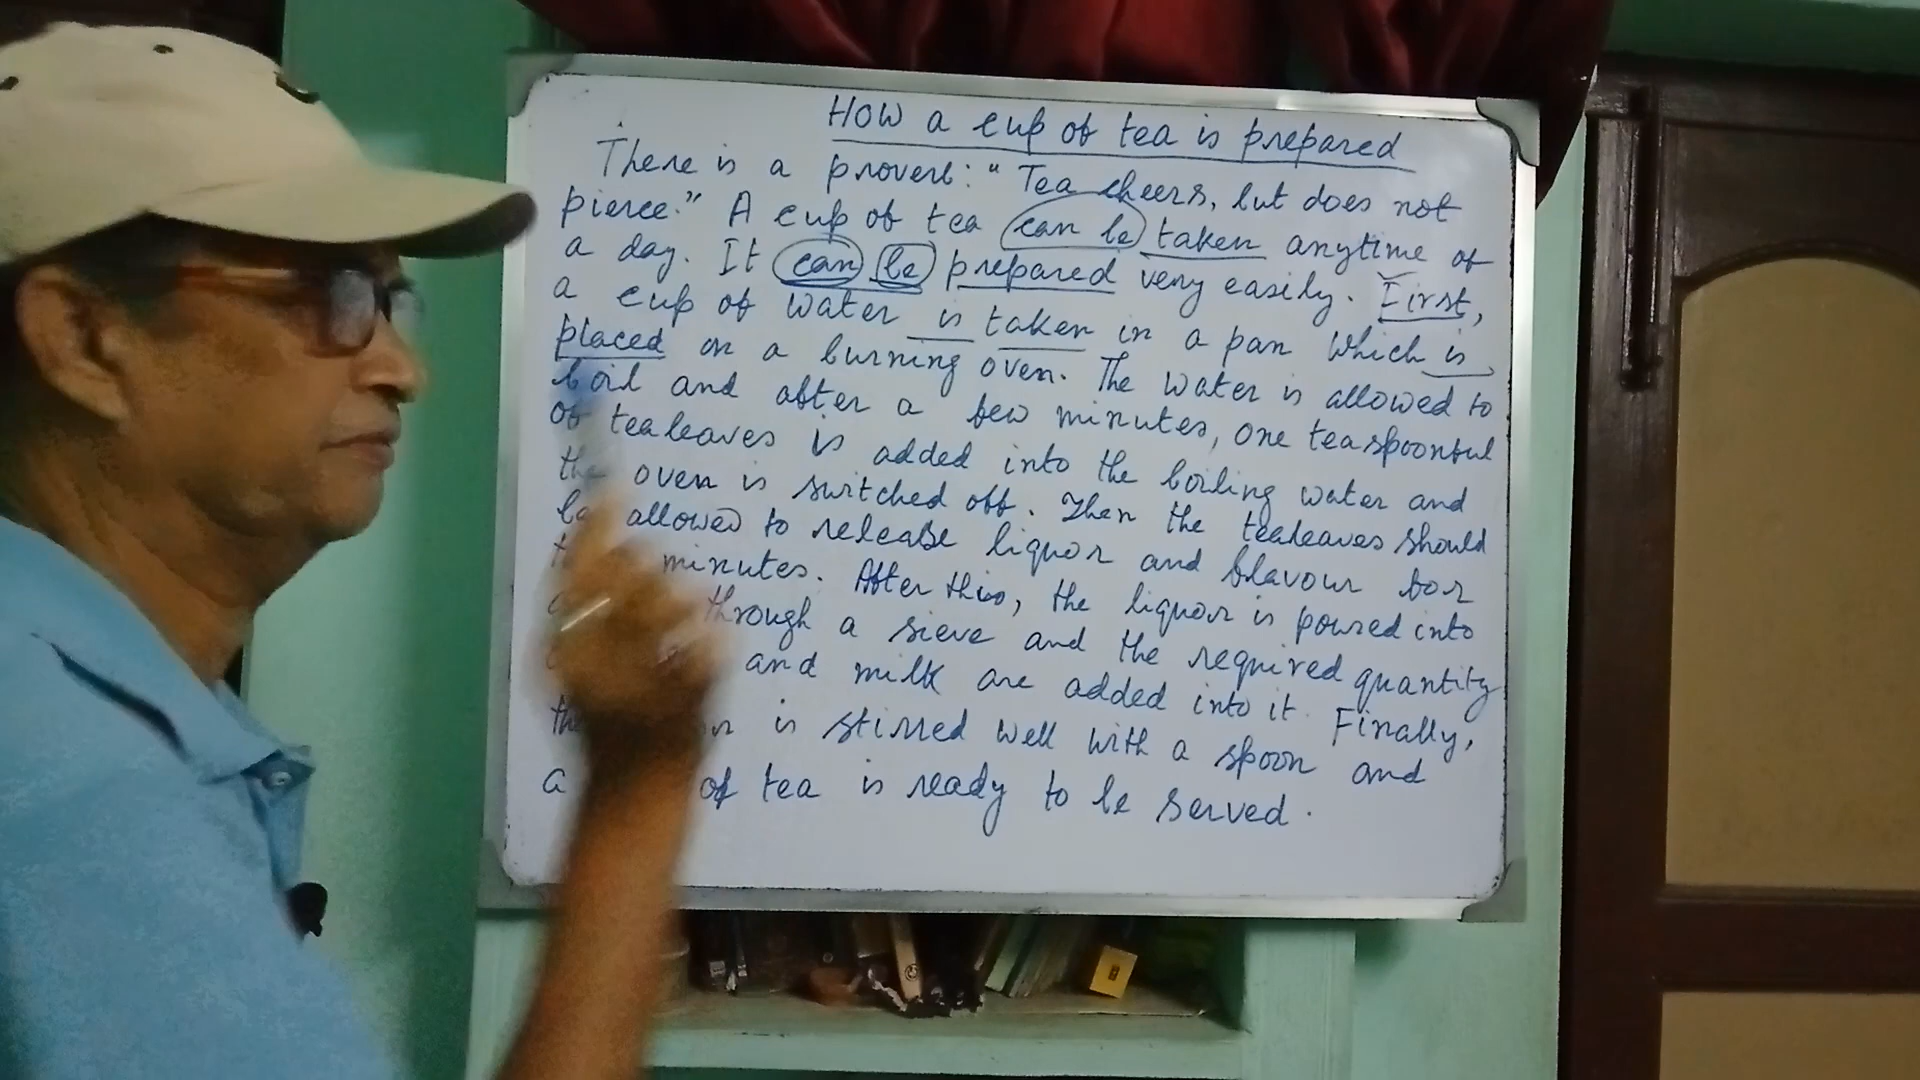 HOW a cup of tea is prepared
There is a proverb: "Tea cheers, but does not
pierce." A cup of tea can be taken anytime of
a day. It can be prepared very easily. First,
a cup of water is taken in a pan which is
placed on a burning oven. The water is allowed to
boil and after a few minutes, one teaspoonful
of tealeaves is added into the boiling water and
the oven is switched off. Then the tealeaves should
be allowed to release liquor and flavour for
minutes. After this, the liquor is poured into
through a sieve and the required quantity
and milk are added into it. Finally,
is stirred well with a spoon and
a of tea is ready to be served.